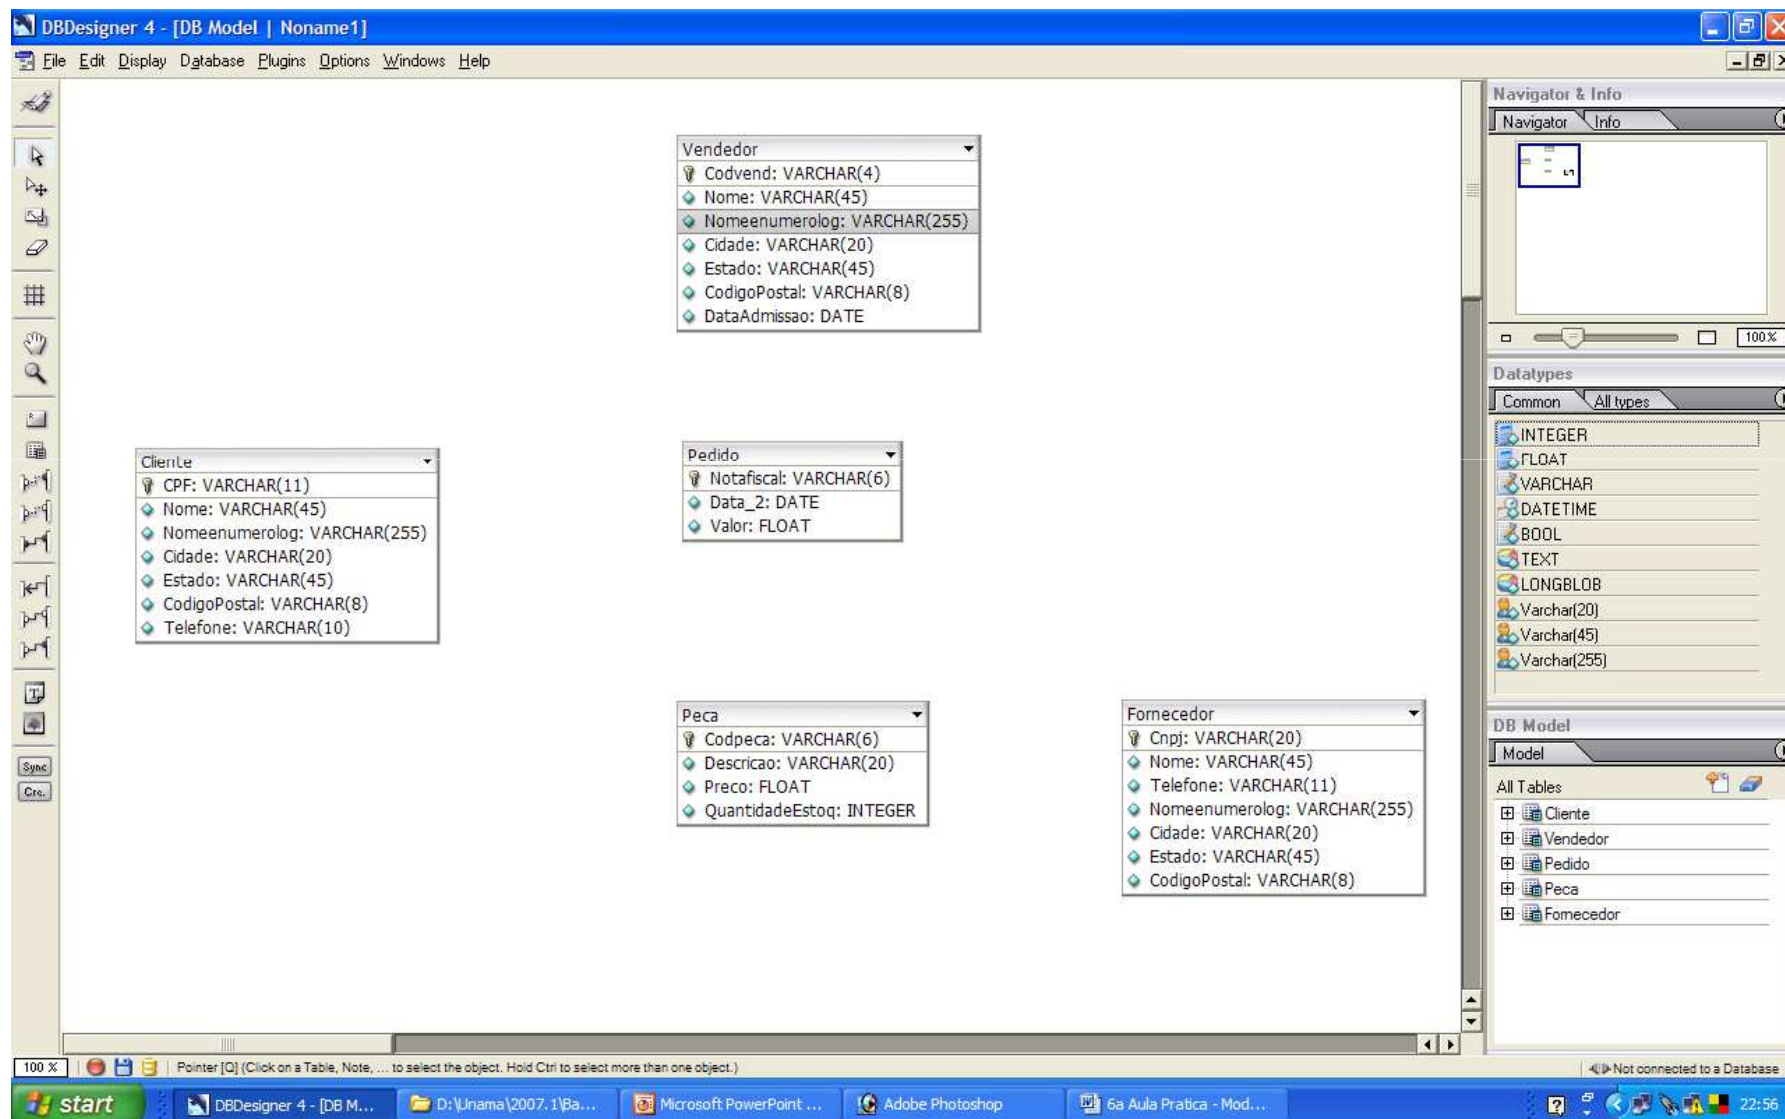 DBDesigner 4 - [DB Model | Noname1]
File Edit Display Database Plugins Options Windows Help
Vendedor
Codvend: VARCHAR(4)
Nome: VARCHAR(45)
Nomeenumerolog: VARCHAR(255)
Cidade: VARCHAR(20)
Estado: VARCHAR(45)
CodigoPostal: VARCHAR(8)
DataAdmissao: DATE
Cliente
CPF: VARCHAR(11)
Nome: VARCHAR(45)
Nomeenumerolog: VARCHAR(255)
Cidade: VARCHAR(20)
Estado: VARCHAR(45)
CodigoPostal: VARCHAR(8)
Telefone: VARCHAR(10)
Pedido
Notafiscal: VARCHAR(6)
Data_2: DATE
Valor: FLOAT
Peca
Codpeca: VARCHAR(6)
Descricao: VARCHAR(20)
Preco: FLOAT
QuantidadeEstoq: INTEGER
Fornecedor
Cnpj: VARCHAR(20)
Nome: VARCHAR(45)
Telefone: VARCHAR(11)
Nomeenumerolog: VARCHAR(255)
Cidade: VARCHAR(20)
Estado: VARCHAR(45)
CodigoPostal: VARCHAR(8)
Sync
Cre.
Navigator & Info
Navigator Info
100%
Datatypes
Common All types
INTEGER
FLOAT
VARCHAR
DATETIME
BOOL
TEXT
LONGBLOB
Varchar(20)
Varchar(45)
Varchar(255)
DB Model
Model
All Tables
Cliente
Vendedor
Pedido
Peca
Fornecedor
100 % Pointer [Q] (Click on a Table, Note, ... to select the object. Hold Ctrl to select more than one object.) Not connected to a Database
start DBDesigner 4 - [DB M... D:\Unama\2007.1\Ba... Microsoft PowerPoint ... Adobe Photoshop 6a Aula Pratica - Mod... 22:56